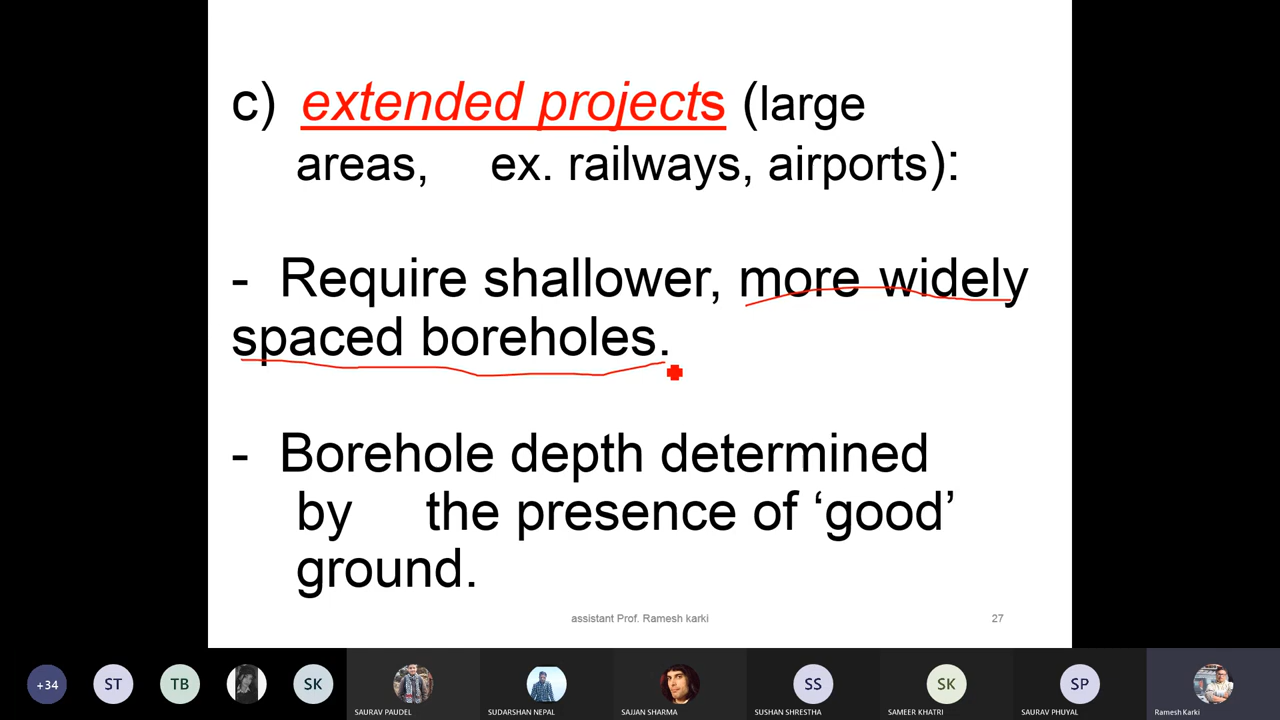 c) extended projects (large
areas, ex. railways, airports):
- Require shallower, more widely
spaced boreholes.
- Borehole depth determined
by the presence of ‘good’
ground.
assistant Prof. Ramesh karki
27
+34
ST
TB
SK
SAURAV PAUDEL
SUDARSHAN NEPAL
SAJJAN SHARMA
SS
SUSHAN SHRESTHA
SK
SAMEER KHATRI
SP
SAURAV PHUYAL
Ramesh Karki